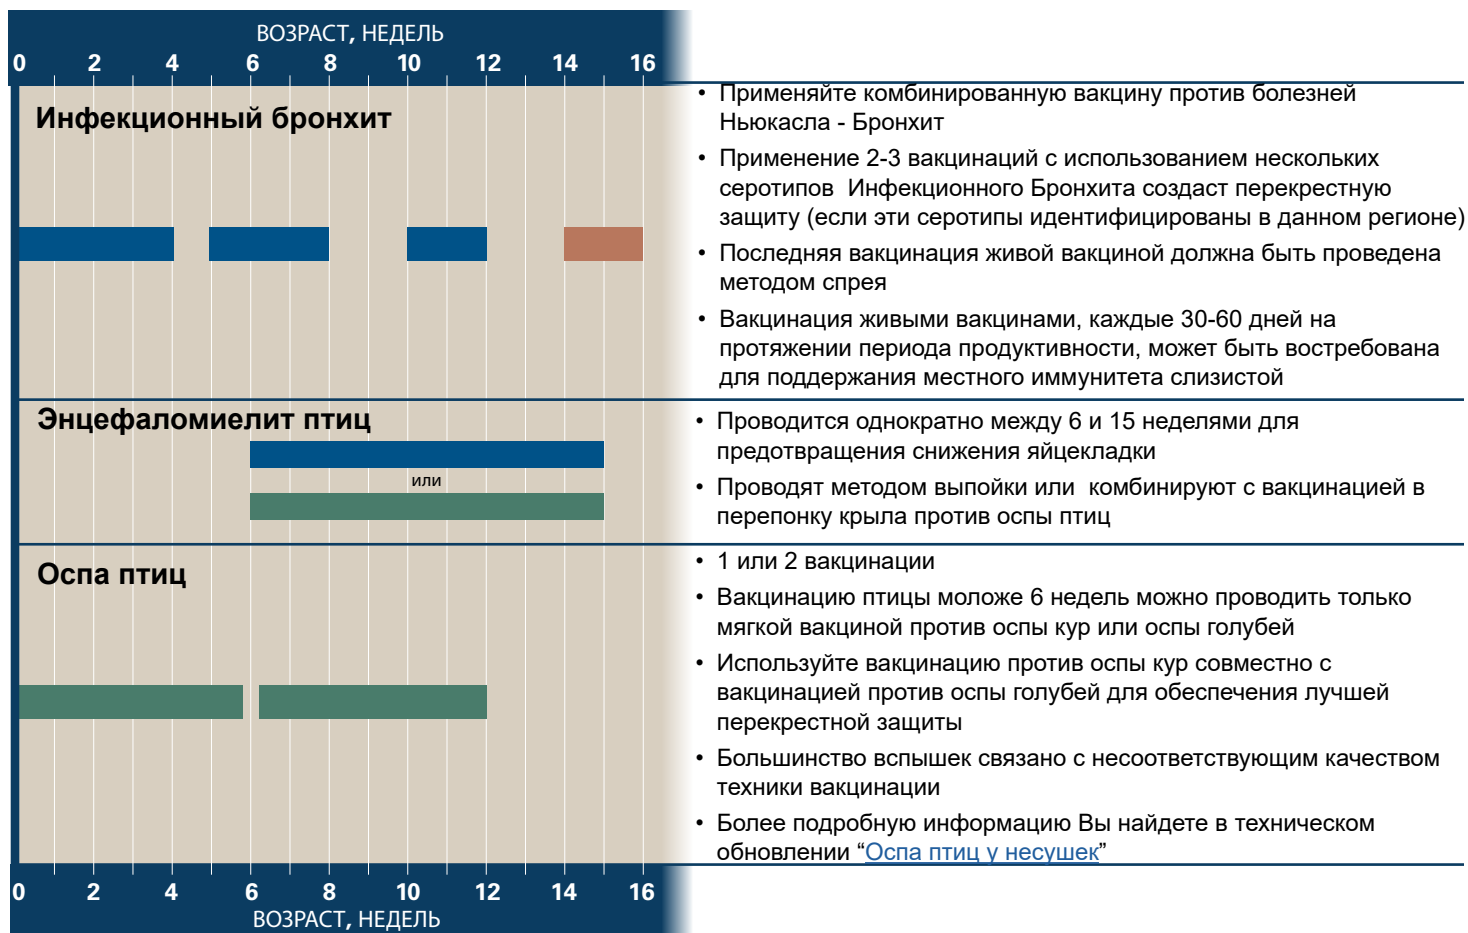 ВОЗРАСТ, НЕДЕЛЬ
0 2 4 6 8 10 12 14 16
Инфекционный бронхит
• Применяйте комбинированную вакцину против болезней
Ньюкасла - Бронхит
• Применение 2-3 вакцинаций с использованием нескольких
серотипов Инфекционного Бронхита создаст перекрестную
защиту (если эти серотипы идентифицированы в данном регионе)
• Последняя вакцинация живой вакциной должна быть проведена
методом спрея
• Вакцинация живыми вакцинами, каждые 30-60 дней на
протяжении периода продуктивности, может быть востребована
для поддержания местного иммунитета слизистой
Энцефаломиелит птиц
или
• Проводится однократно между 6 и 15 неделями для
предотвращения снижения яйцекладки
• Проводят методом выпойки или комбинируют с вакцинацией в
перепонку крыла против оспы птиц
Оспа птиц
• 1 или 2 вакцинации
• Вакцинацию птицы моложе 6 недель можно проводить только
мягкой вакциной против оспы кур или оспы голубей
• Используйте вакцинацию против оспы кур совместно с
вакцинацией против оспы голубей для обеспечения лучшей
перекрестной защиты
• Большинство вспышек связано с несоответствующим качеством
техники вакцинации
• Более подробную информацию Вы найдете в техническом
обновлении “Оспа птиц у несушек”
0 2 4 6 8 10 12 14 16
ВОЗРАСТ, НЕДЕЛЬ